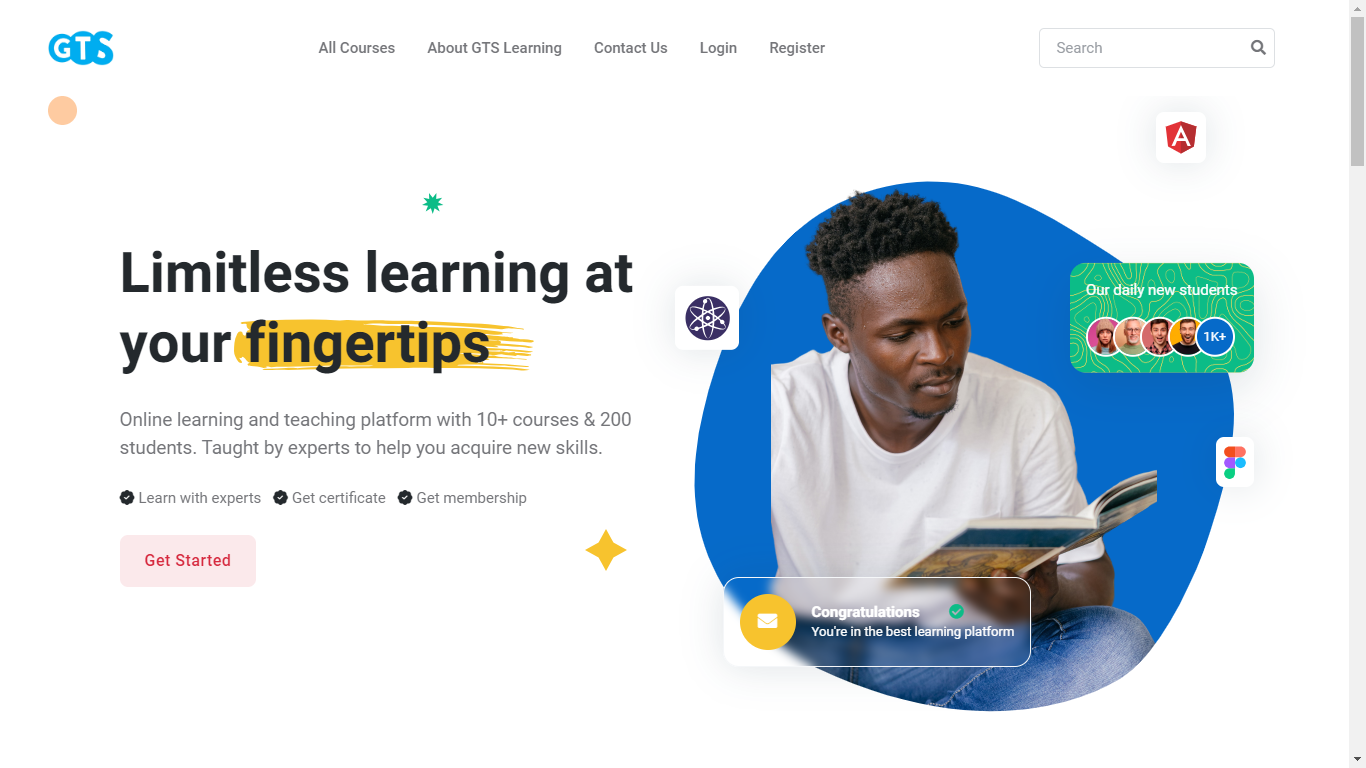 GTS
All Courses
About GTS Learning
Contact Us
Login
Register
Search
Limitless learning at
your fingertips
Online learning and teaching platform with 10+ courses & 200
students. Taught by experts to help you acquire new skills.
Learn with experts
Get certificate
Get membership
Get Started
A
Our daily new students
1K+
Congratulations
You're in the best learning platform